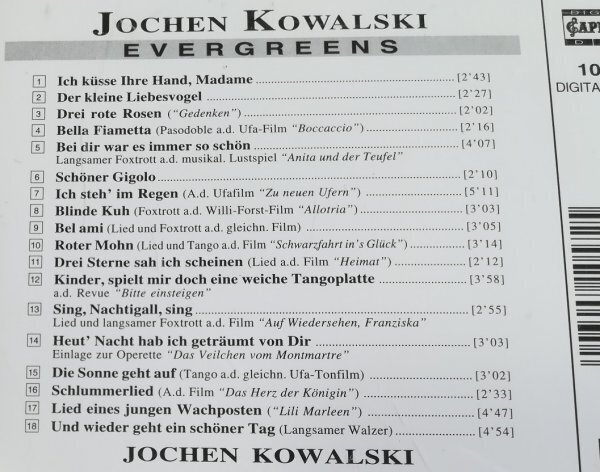 JOCHEN KOWALSKI
EVERGREENS
1 Ich küsse Ihre Hand, Madame [2'43]
2 Der kleine Liebesvogel [2'27]
3 Drei rote Rosen ("Gedenken") [2'02]
4 Bella Fiametta (Pasodoble a.d. Ufa-Film "Boccaccio") [2'16]
5 Bei dir war es immer so schön [4'07]
Langsamer Foxtrott a.d. musikal. Lustspiel "Anita und der Teufel"
6 Schöner Gigolo [2'10]
7 Ich steh' im Regen (A.d. Ufafilm "Zu neuen Ufern") [5'11]
8 Blinde Kuh (Foxtrott a.d. Willi-Forst-Film "Allotria") [3'03]
9 Bel ami (Lied und Foxtrott a.d. gleichn. Film) [3'05]
10 Roter Mohn (Lied und Tango a.d. Film "Schwarzfahrt in's Glück") [3'14]
11 Drei Sterne sah ich scheinen (Lied a.d. Film "Heimat") [2'12]
12 Kinder, spielt mir doch eine weiche Tangoplatte [3'58]
a.d. Revue "Bitte einsteigen"
13 Sing, Nachtigall, sing [2'55]
Lied und langsamer Foxtrott a.d. Film "Auf Wiedersehen, Franziska"
14 Heut' Nacht hab ich geträumt von Dir [3'03]
Einlage zur Operette "Das Veilchen vom Montmartre"
15 Die Sonne geht auf (Tango a.d. gleichn. Ufa-Tonfilm) [3'02]
16 Schlummerlied (A.d. Film "Das Herz der Königin") [2'33]
17 Lied eines jungen Wachposten ("Lili Marleen") [4'47]
18 Und wieder geht ein schöner Tag (Langsamer Walzer) [4'54]
JOCHEN KOWALSKI
10